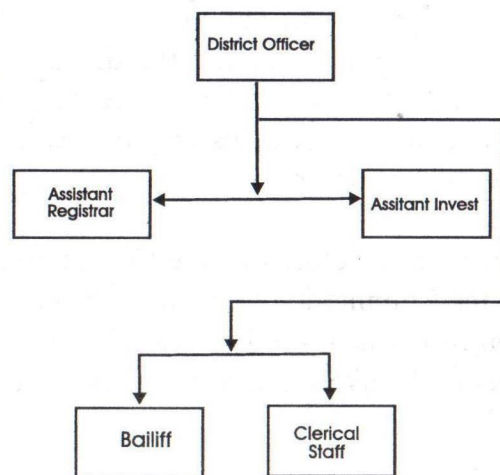 District Officer
Assistant
Registrar
Assitant Invest
Bailiff
Clerical
Staff